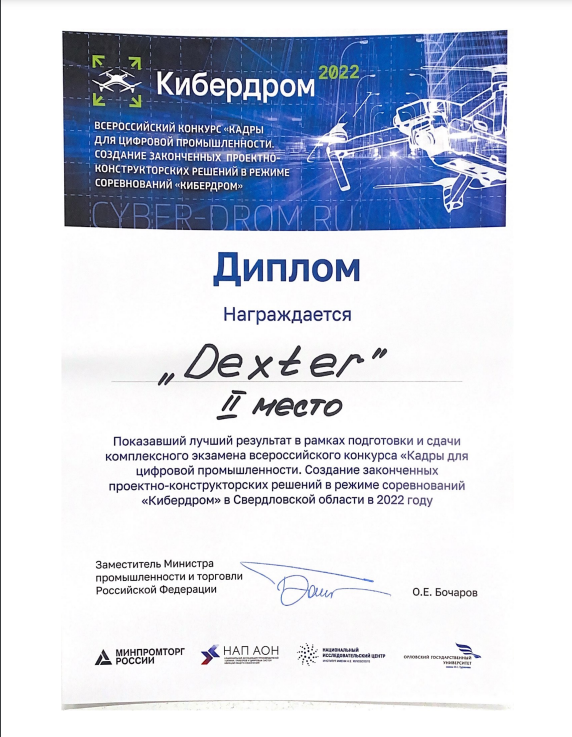 Кибердром 2022
ВСЕРОССИЙСКИЙ КОНКУРС «КАДРЫ
ДЛЯ ЦИФРОВОЙ ПРОМЫШЛЕННОСТИ.
СОЗДАНИЕ ЗАКОНЧЕННЫХ ПРОЕКТНО-
КОНСТРУКТОРСКИХ РЕШЕНИЙ В РЕЖИМЕ
СОРЕВНОВАНИЙ «КИБЕРДРОМ»
CYBER-DROM.RU
Диплом
Награждается
„Dexter”
II место
Показавший лучший результат в рамках подготовки и сдачи
комплексного экзамена всероссийского конкурса «Кадры для
цифровой промышленности. Создание законченных
проектно-конструкторских решений в режиме соревнований
«Кибердром» в Свердловской области в 2022 году
Заместитель Министра
промышленности и торговли
Российской Федерации
О.Е. Бочаров
МИНПРОМТОРГ
РОССИИ
НАП АОН
НАЦИОНАЛЬНЫЙ
ИССЛЕДОВАТЕЛЬСКИЙ ЦЕНТР
ОРЛОВСКИЙ ГОСУДАРСТВЕННЫЙ
УНИВЕРСИТЕТ